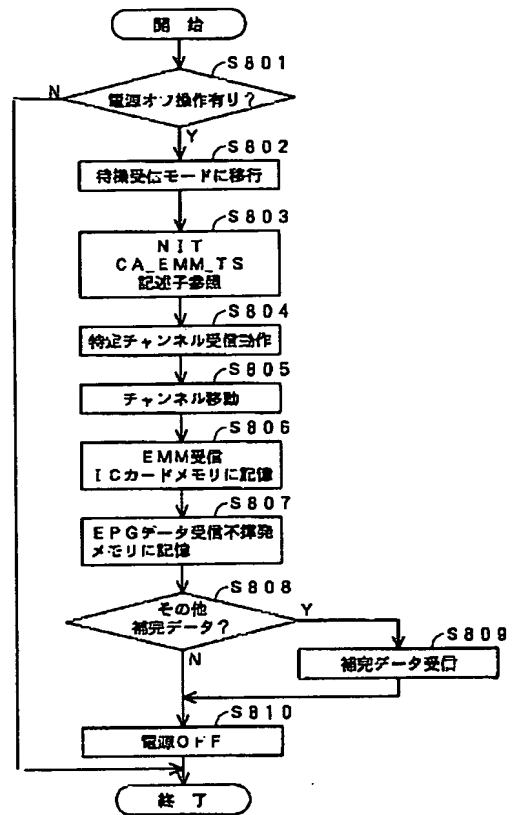 開 始
S801
N
電源オフ操作有り？
Y
S802
待機受信モードに移行
S803
NIT
CA_EMM_TS
記述子参照
S804
特定チャンネル受信動作
S805
チャンネル移動
S806
EMM受信
ICカードメモリに記憶
S807
EPGデータ受信不揮発
メモリに記憶
S808
その他
補完データ？
Y
N
S809
補完データ受信
S810
電源OFF
終 了